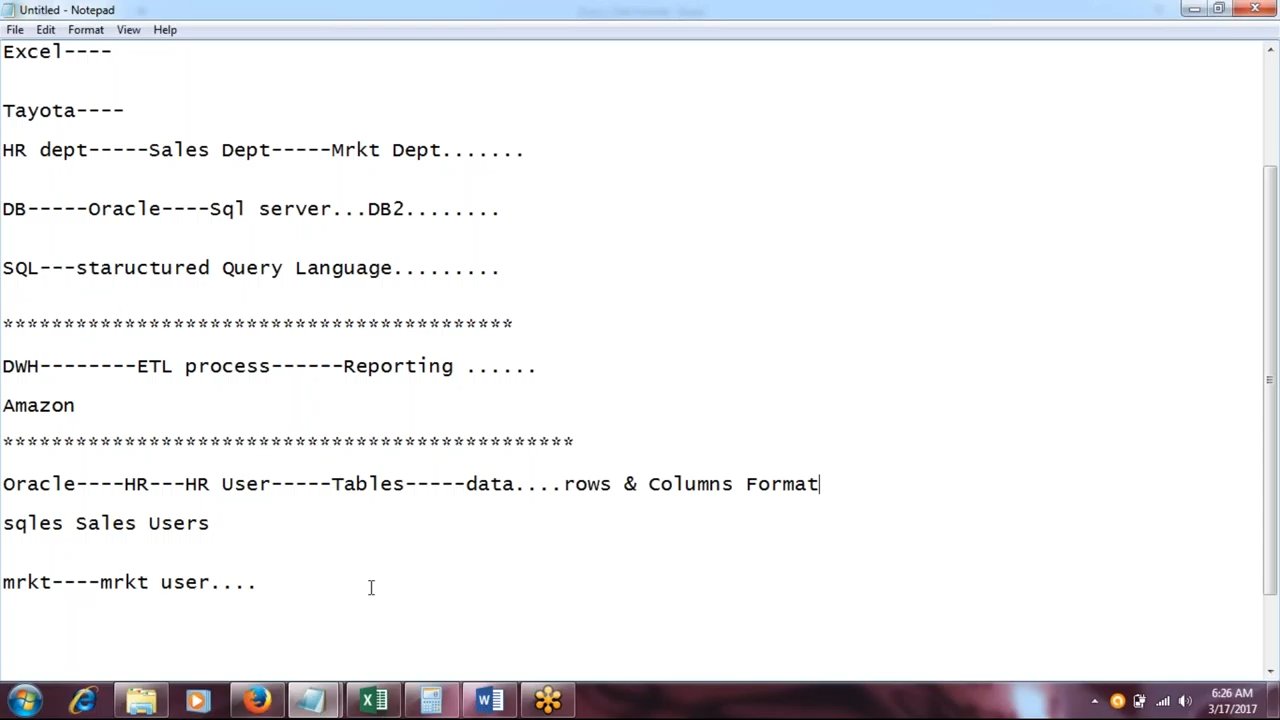 Untitled - Notepad
File Edit Format View Help
Excel----
Tayota----
HR dept-----Sales Dept-----Mrkt Dept.......
DB-----Oracle----Sql server...DB2........
SQL---staructured Query Language.........
******************************************
DWH--------ETL process------Reporting ......
Amazon
***********************************************
Oracle----HR---HR User-----Tables-----data....rows & Columns Format
sqles Sales Users
mrkt----mrkt user....
6:26 AM
3/17/2017